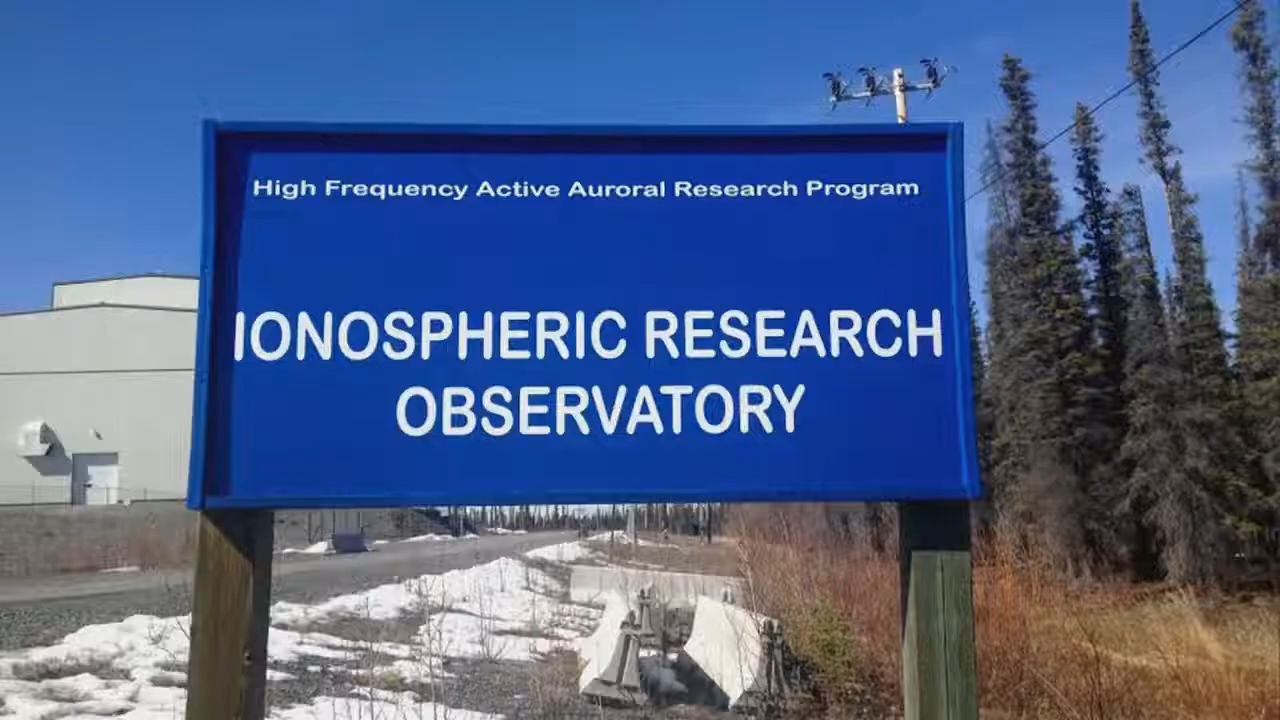 High Frequency Active Auroral Research Program
IONOSPHERIC RESEARCH
OBSERVATORY